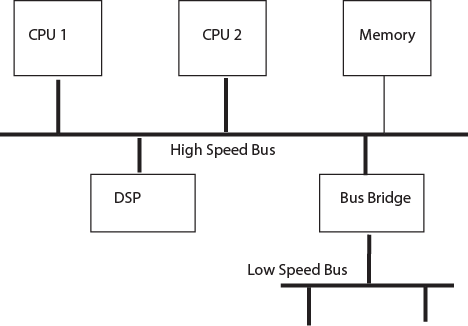 CPU 1
CPU 2
Memory
High Speed Bus
DSP
Bus Bridge
Low Speed Bus